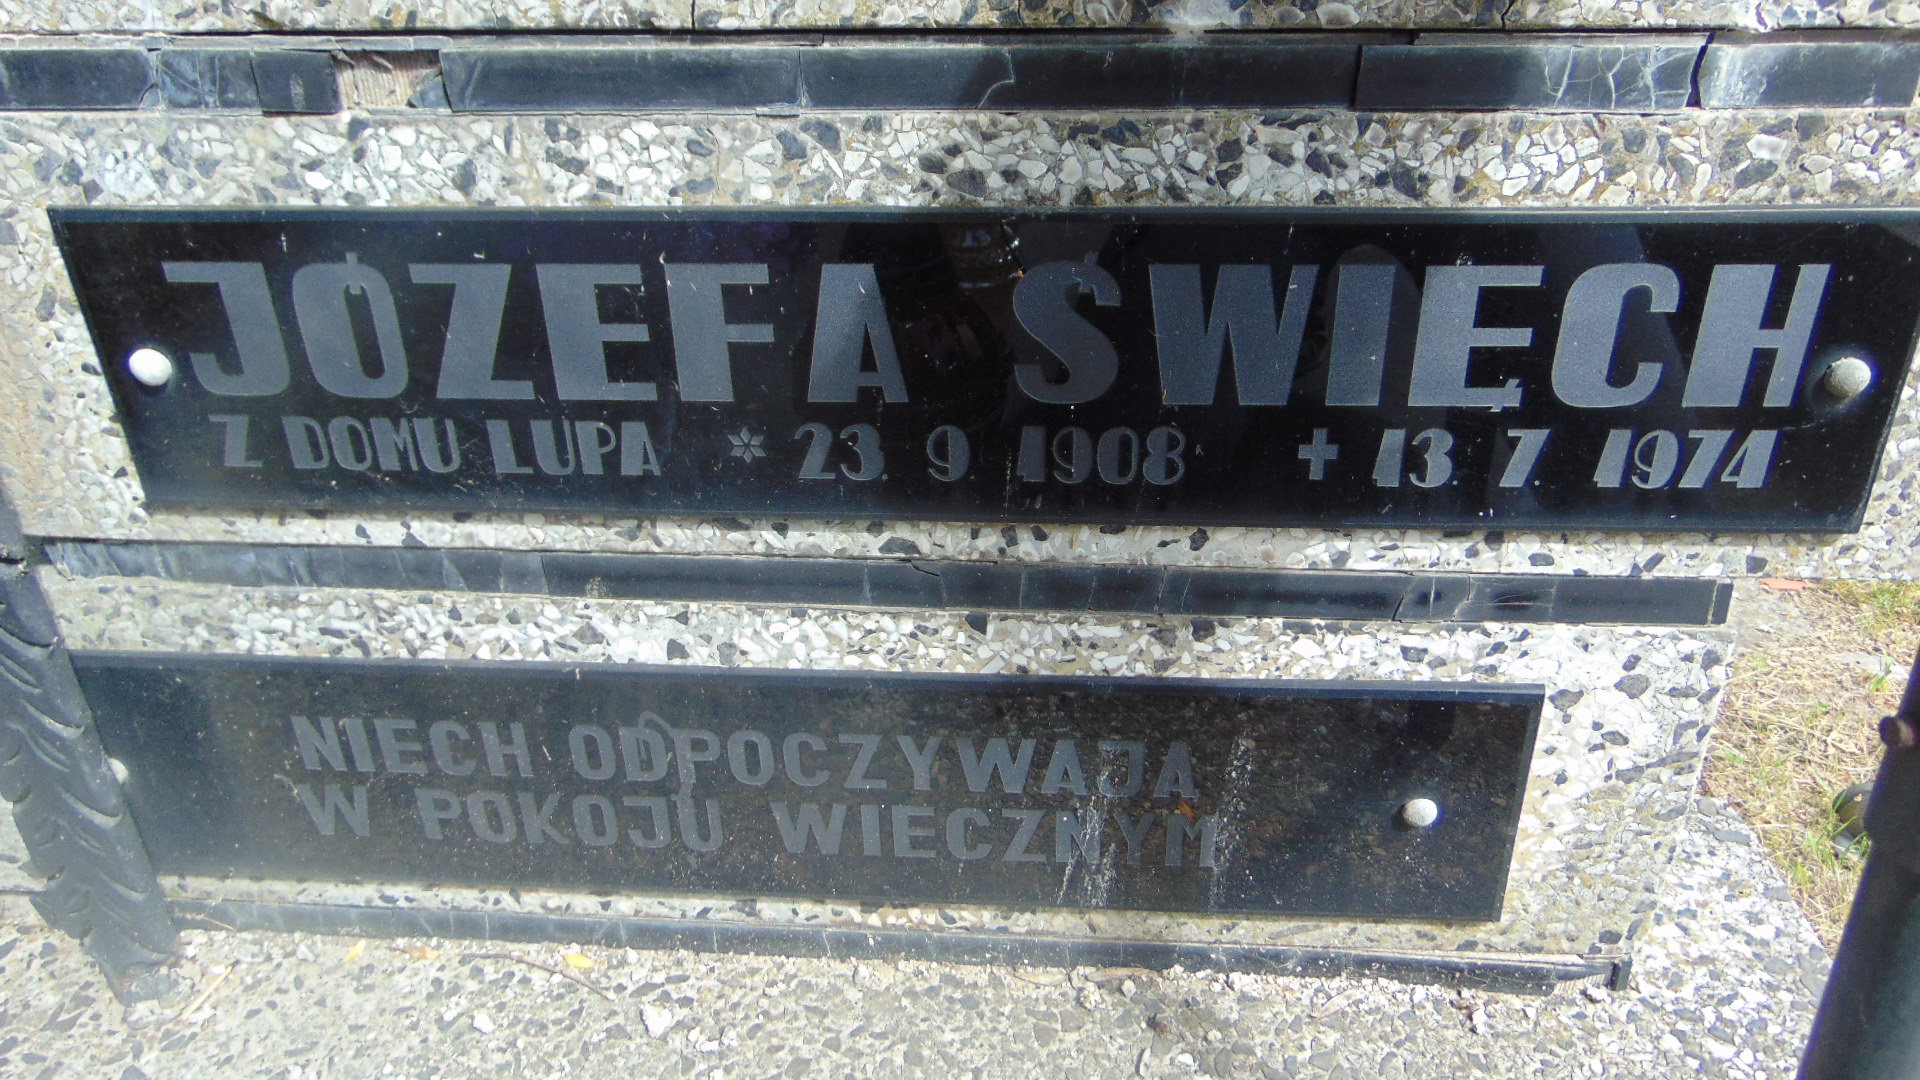 JÓZEFA ŚWIĘCH
Z DOMU LUPA * 23. 9. 1908 + 13. 7. 1974
NIECH ODPOCZYWAJĄ
W POKOJU WIECZNYM